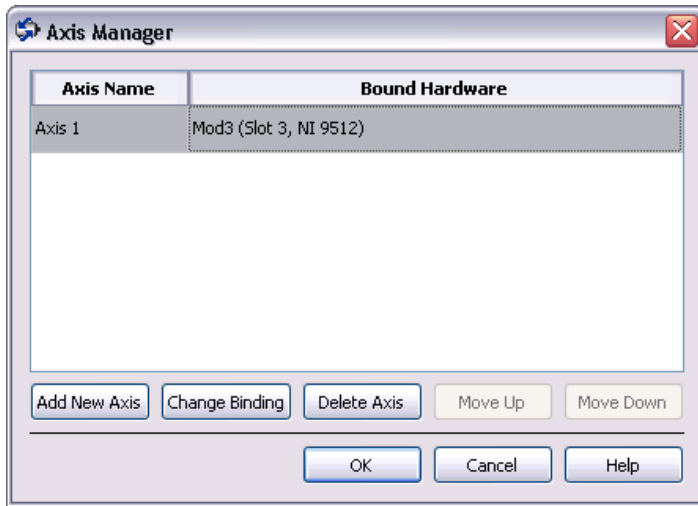 Axis Manager
Axis Name Bound Hardware
Axis 1 Mod3 (Slot 3, NI 9512)
Add New Axis Change Binding Delete Axis Move Up Move Down
OK Cancel Help